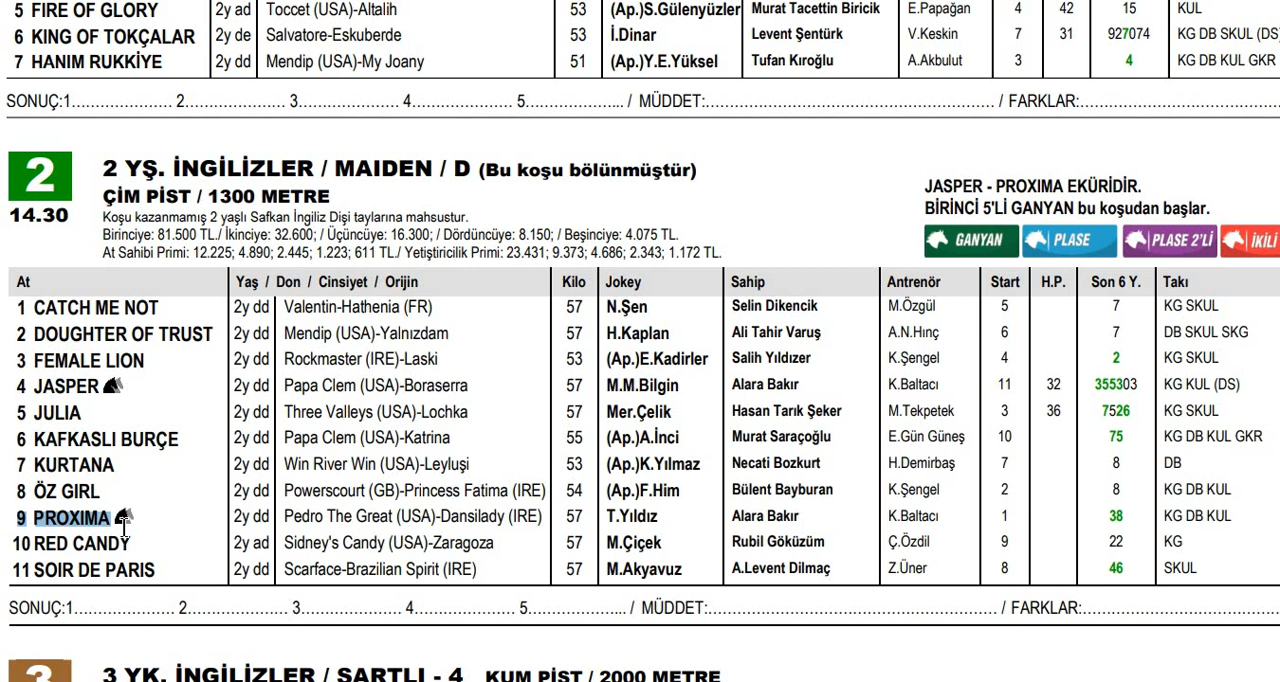 5 FIRE OF GLORY 2y ad Toccet (USA)-Altalih 53 (Ap.)S.Gülenyüzler Murat Tacettin Biricik E.Papağan 4 42 15 KUL
6 KING OF TOKÇALAR 2y de Salvatore-Eskuberde 53 İ.Dinar Levent Şentürk V.Keskin 7 31 927074 KG DB SKUL (DS)
7 HANIM RUKKİYE 2y dd Mendip (USA)-My Joany 51 (Ap.)Y.E.Yüksel Tufan Kıroğlu A.Akbulut 3 4 KG DB KUL GKR
SONUÇ:1...................... 2...................... 3...................... 4...................... 5...................... / MÜDDET:............................................................... / FARKLAR:............................................
2
14.30
2 YŞ. İNGİLİZLER / MAIDEN / D (Bu koşu bölünmüştür)
ÇİM PİST / 1300 METRE
Koşu kazanmamış 2 yaşlı Safkan İngiliz Dişi taylarına mahsustur.
Birinciye: 81.500 TL./ İkinciye: 32.600; / Üçüncüye: 16.300; / Dördüncüye: 8.150; / Beşinciye: 4.075 TL.
At Sahibi Primi: 12.225; 4.890; 2.445; 1.223; 611 TL./ Yetiştiricilik Primi: 23.431; 9.373; 4.686; 2.343; 1.172 TL.
JASPER - PROXIMA EKÜRİDİR.
BİRİNCİ 5'Lİ GANYAN bu koşudan başlar.
GANYAN PLASE PLASE 2'Lİ İKİLİ
At Yaş / Don / Cinsiyet / Orijin Kilo Jokey Sahip Antrenör Start H.P. Son 6 Y. Takı
1 CATCH ME NOT 2y dd Valentin-Hathenia (FR) 57 N.Şen Selin Dikencik M.Özgül 5 7 KG SKUL
2 DOUGHTER OF TRUST 2y dd Mendip (USA)-Yalnızdam 57 H.Kaplan Ali Tahir Varuş A.N.Hınç 6 7 DB SKUL SKG
3 FEMALE LION 2y dd Rockmaster (IRE)-Laski 53 (Ap.)E.Kadirler Salih Yıldızer K.Şengel 4 2 KG SKUL
4 JASPER 2y dd Papa Clem (USA)-Boraserra 57 M.M.Bilgin Alara Bakır K.Baltacı 11 32 355303 KG KUL (DS)
5 JULIA 2y dd Three Valleys (USA)-Lochka 57 Mer.Çelik Hasan Tarık Şeker M.Tekpetek 3 36 7526 KG SKUL
6 KAFKASLI BURÇE 2y dd Papa Clem (USA)-Katrina 55 (Ap.)A.İnci Murat Saraçoğlu E.Gün Güneş 10 75 KG DB KUL GKR
7 KURTANA 2y dd Win River Win (USA)-Leyluşi 53 (Ap.)K.Yılmaz Necati Bozkurt H.Demirbaş 7 8 DB
8 ÖZ GIRL 2y dd Powerscourt (GB)-Princess Fatima (IRE) 54 (Ap.)F.Him Bülent Bayburan K.Şengel 2 8 KG DB KUL
9 PROXIMA 2y dd Pedro The Great (USA)-Dansilady (IRE) 57 T.Yıldız Alara Bakır K.Baltacı 1 38 KG DB KUL
10 RED CANDY 2y ad Sidney's Candy (USA)-Zaragoza 57 M.Çiçek Rubil Göküzüm Ç.Özdil 9 22 KG
11 SOIR DE PARIS 2y dd Scarface-Brazilian Spirit (IRE) 57 M.Akyavuz A.Levent Dilmaç Z.Üner 8 46 SKUL
SONUÇ:1...................... 2...................... 3...................... 4...................... 5...................... / MÜDDET:............................................................... / FARKLAR:............................................
3
3 YK. İNGİLİZLER / ŞARTLI - 4 KUM PİST / 2000 METRE